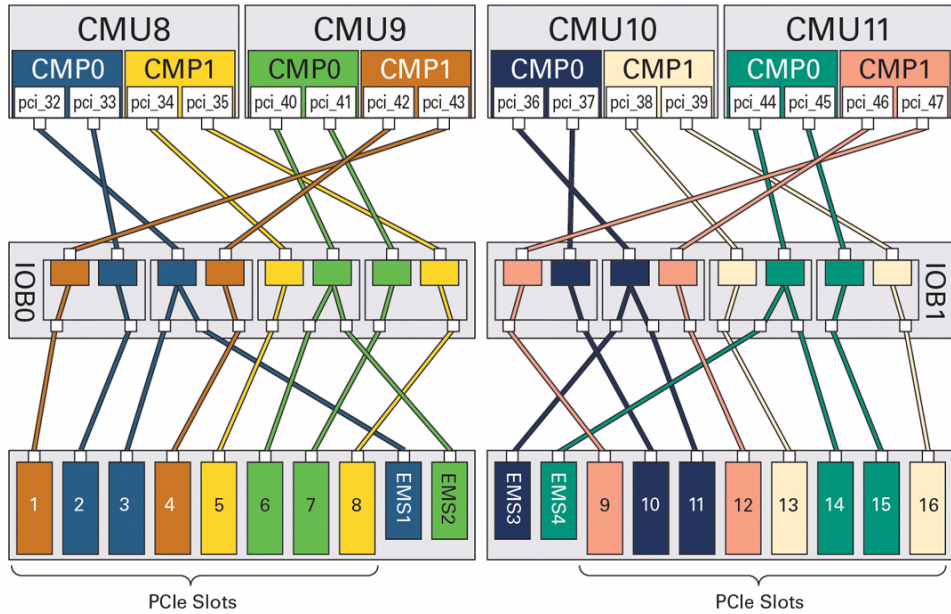 CMU8 CMU9 CMU10 CMU11
CMP0 CMP1 CMP0 CMP1 CMP0 CMP1 CMP0 CMP1
pci_32 pci_33 pci_34 pci_35 pci_40 pci_41 pci_42 pci_43 pci_36 pci_37 pci_38 pci_39 pci_44 pci_45 pci_46 pci_47
IOB0 IOB1
1 2 3 4 5 6 7 8 EMS1 EMS2 EMS3 EMS4 9 10 11 12 13 14 15 16
PCIe Slots PCIe Slots